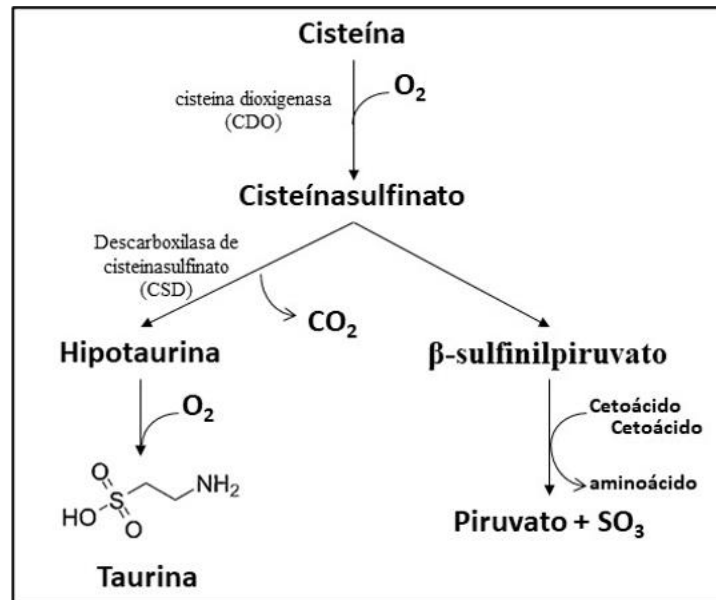 Cisteína
O₂
cisteina dioxigenasa
(CDO)
Cisteínasulfinato
Descarboxilasa de
cisteinasulfinato
(CSD)
CO₂
Hipotaurina
β-sulfinilpiruvato
O₂
Cetoácido
Cetoácido
aminoácido
O
S
NH₂
HO
O
Piruvato + SO₃
Taurina